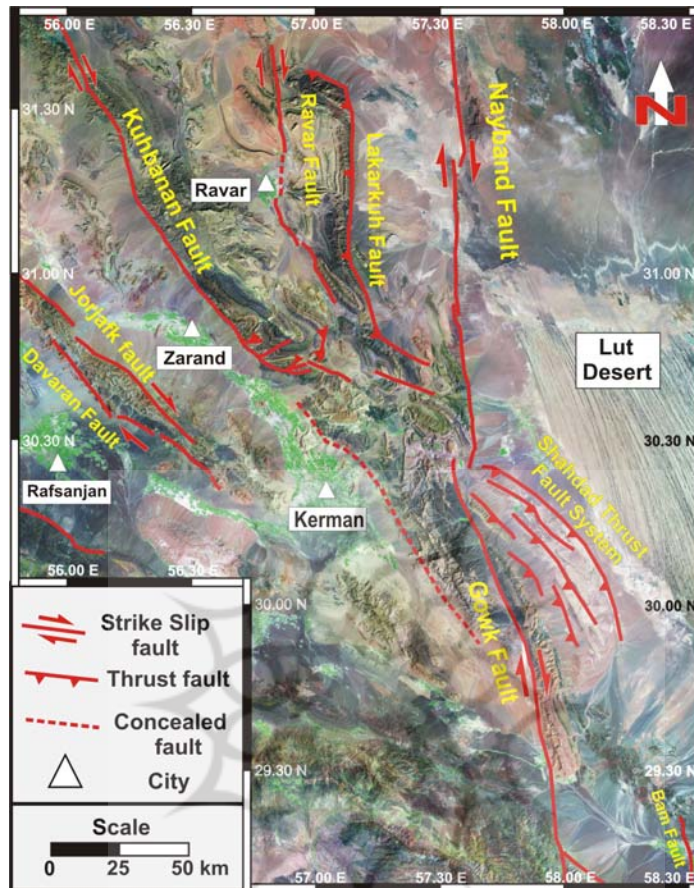 56.00 E
56.30 E
57.00 E
57.30 E
58.00 E
58.30 E
31.30 N
N
Kuhbanan Fault
Ravar Fault
Lakarkuh Fault
Nayband Fault
Ravar
31.00 N
31.00 N
Jorjafk fault
Zarand
Lut
Desert
Davaran Fault
30.30 N
30.30 N
Rafsanjan
Kerman
Shahdad Thrust
Fault System
56.00 E
56.30 E
30.00 N
30.00 N
Gowk Fault
Strike Slip
fault
Thrust fault
Concealed
fault
City
29.30 N
29.30 N
Bam Fault
Scale
0 25 50 km
57.00 E
57.30 E
58.00 E
58.30 E